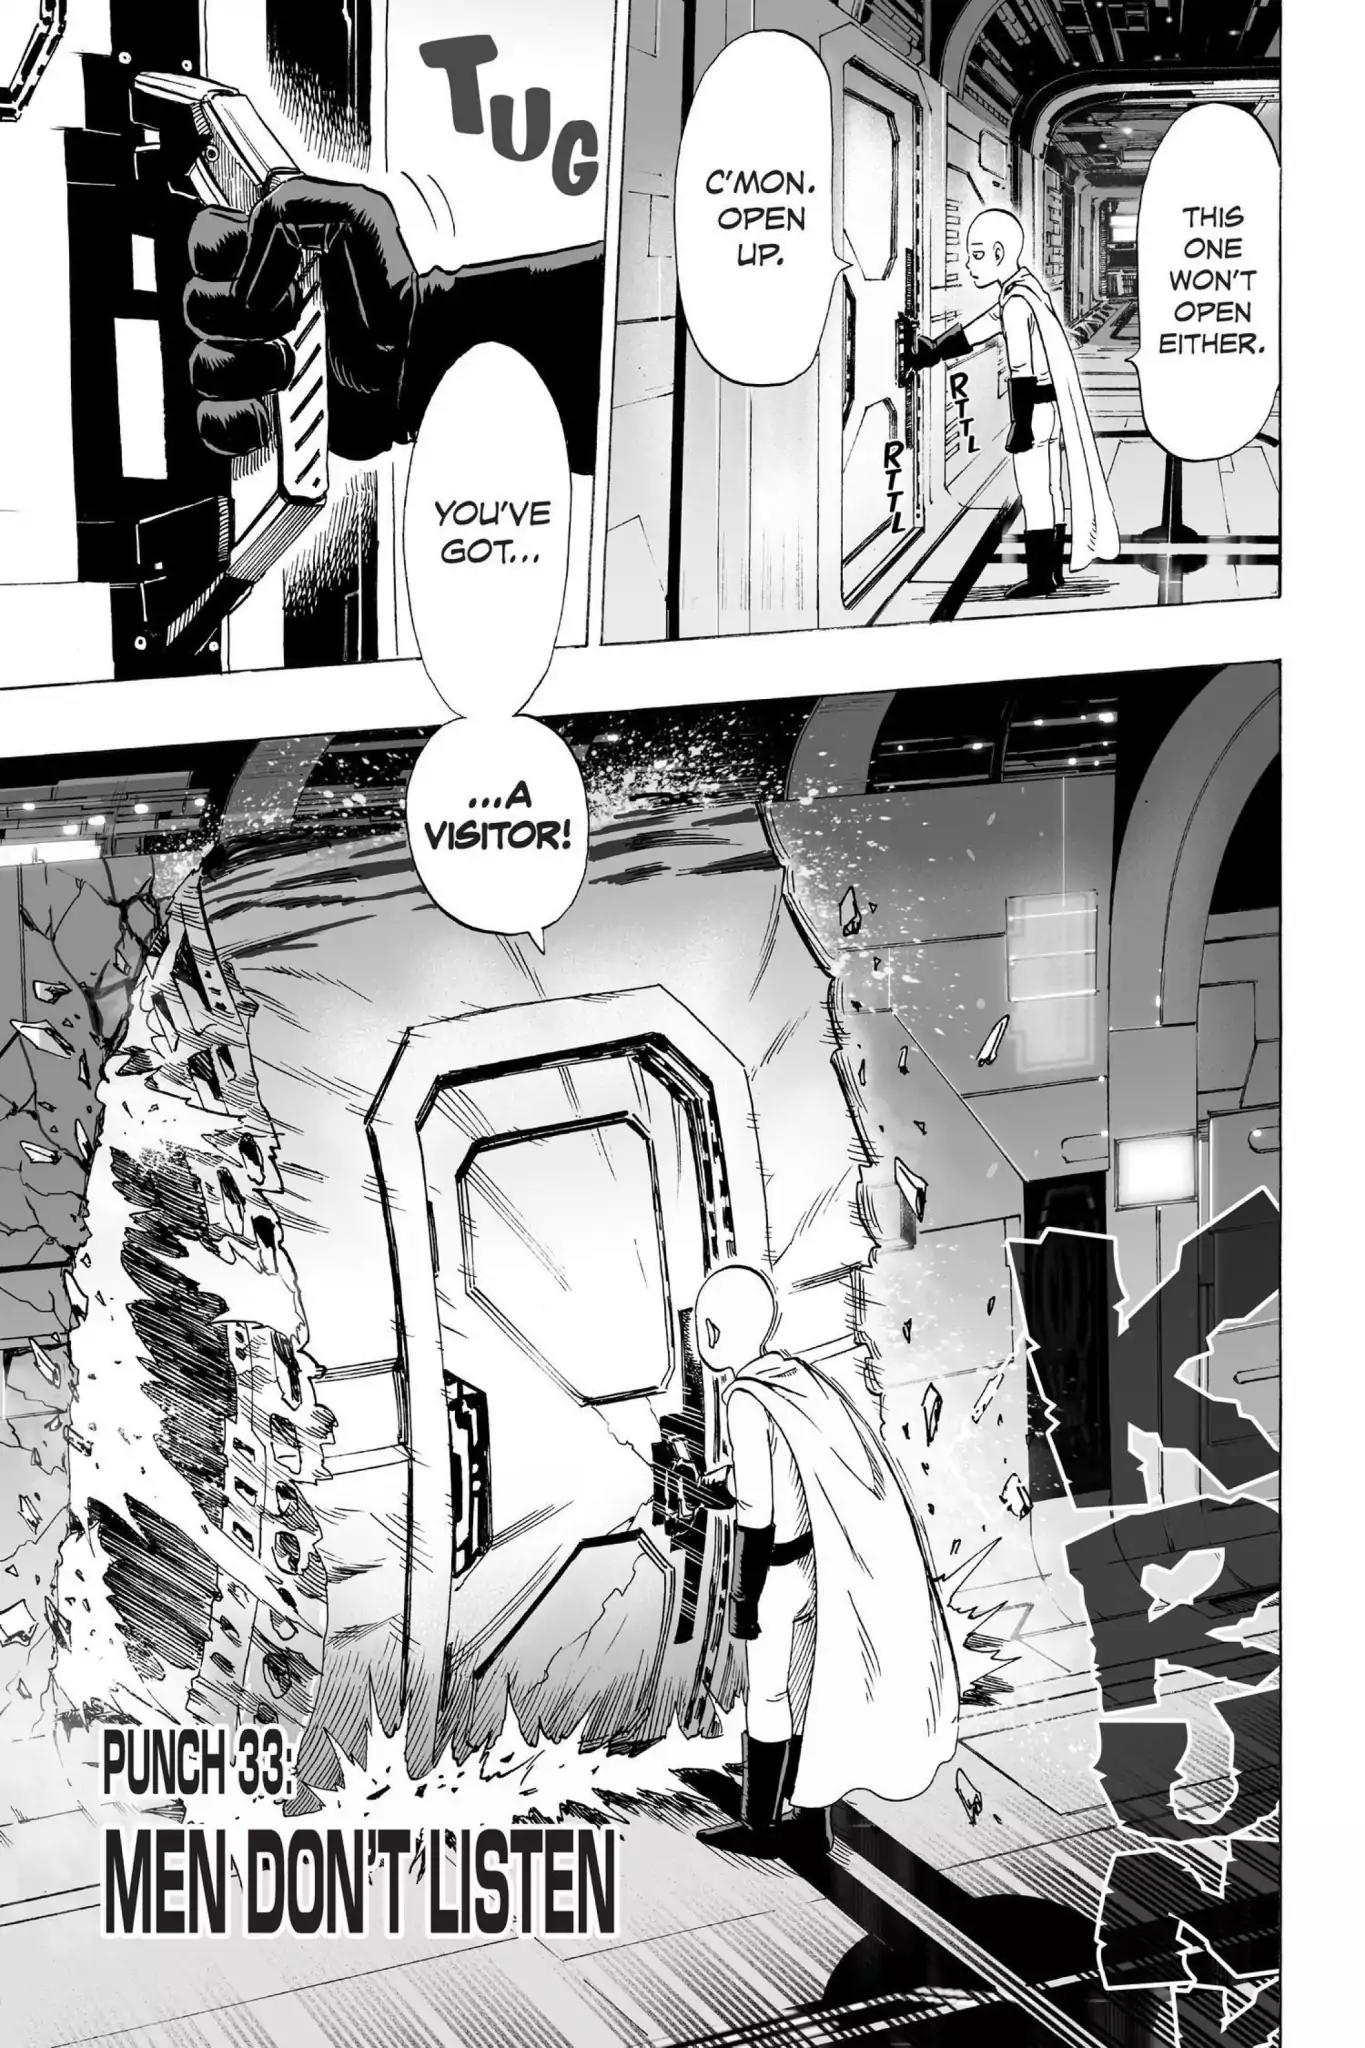 THIS
ONE
WON'T
OPEN
EITHER.
C'MON.
OPEN
UP.
RTTL
RTTL
TUG
YOU'VE
GOT...
...A
VISITOR!
PUNCH 33:
MEN DON'T LISTEN